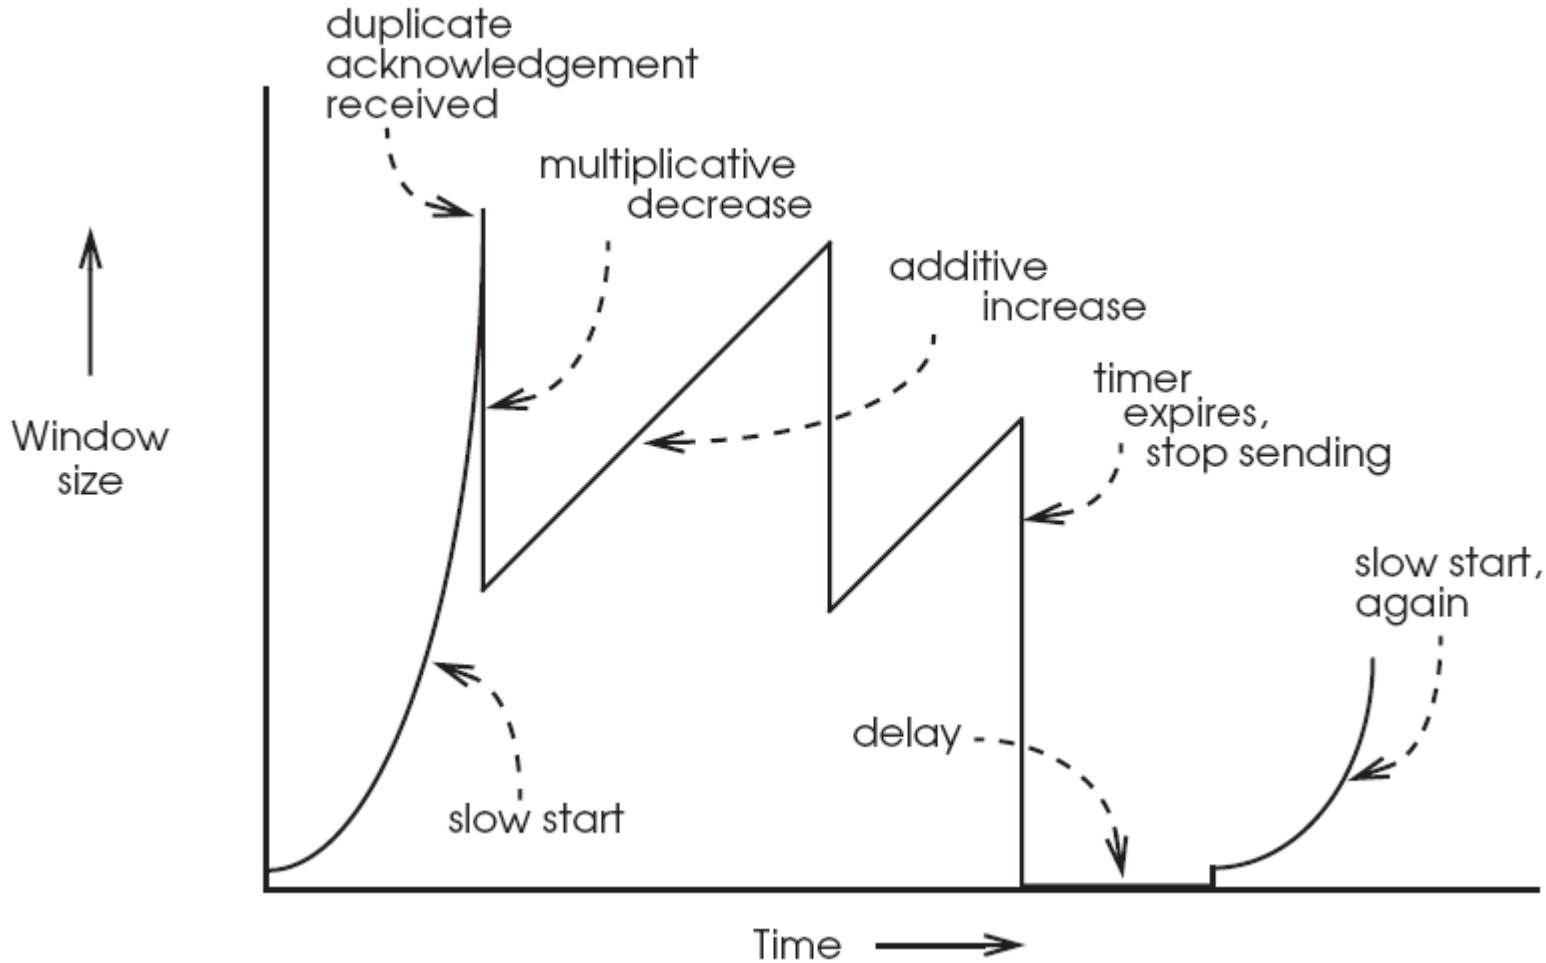 duplicate
acknowledgement
received
multiplicative
decrease
additive
increase
timer
expires,
stop sending
Window
size
slow start,
again
delay
slow start
Time